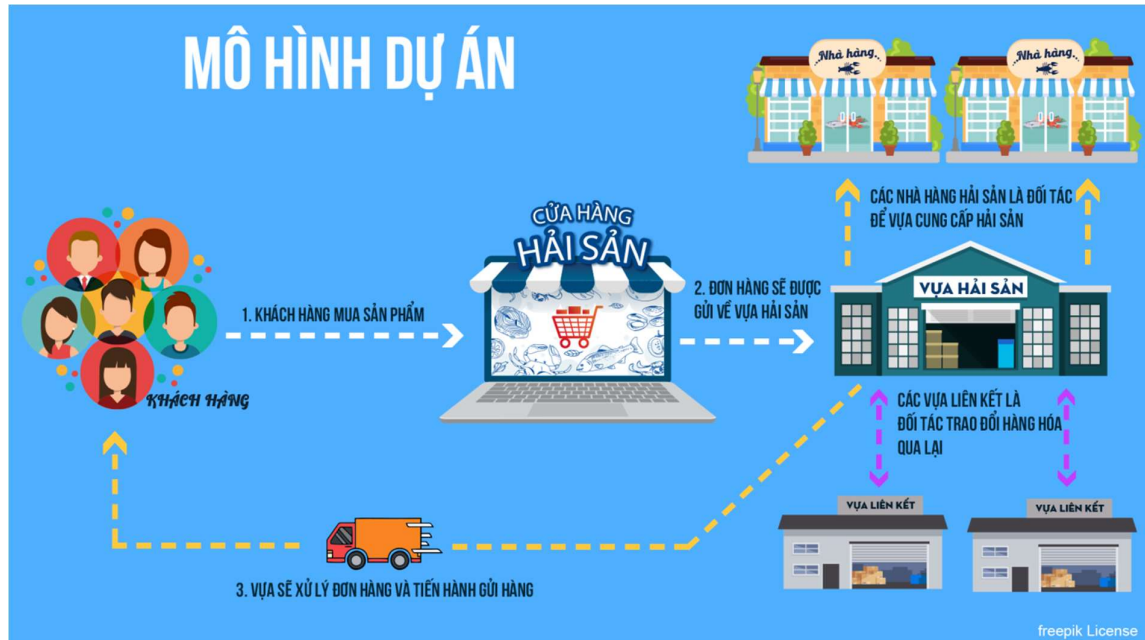 MÔ HÌNH DỰ ÁN
Nhà hàng
Nhà hàng
CÁC NHÀ HÀNG HẢI SẢN LÀ ĐỐI TÁC
ĐỂ VỰA CUNG CẤP HẢI SẢN
CỬA HÀNG
HẢI SẢN
2. ĐƠN HÀNG SẼ ĐƯỢC
GỬI VỀ VỰA HẢI SẢN
VỰA HẢI SẢN
1. KHÁCH HÀNG MUA SẢN PHẨM
KHÁCH HÀNG
CÁC VỰA LIÊN KẾT LÀ
ĐỐI TÁC TRAO ĐỔI HÀNG HÓA
QUA LẠI
VỰA LIÊN KẾT
VỰA LIÊN KẾT
3. VỰA SẼ XỬ LÝ ĐƠN HÀNG VÀ TIẾN HÀNH GỬI HÀNG
freepik License